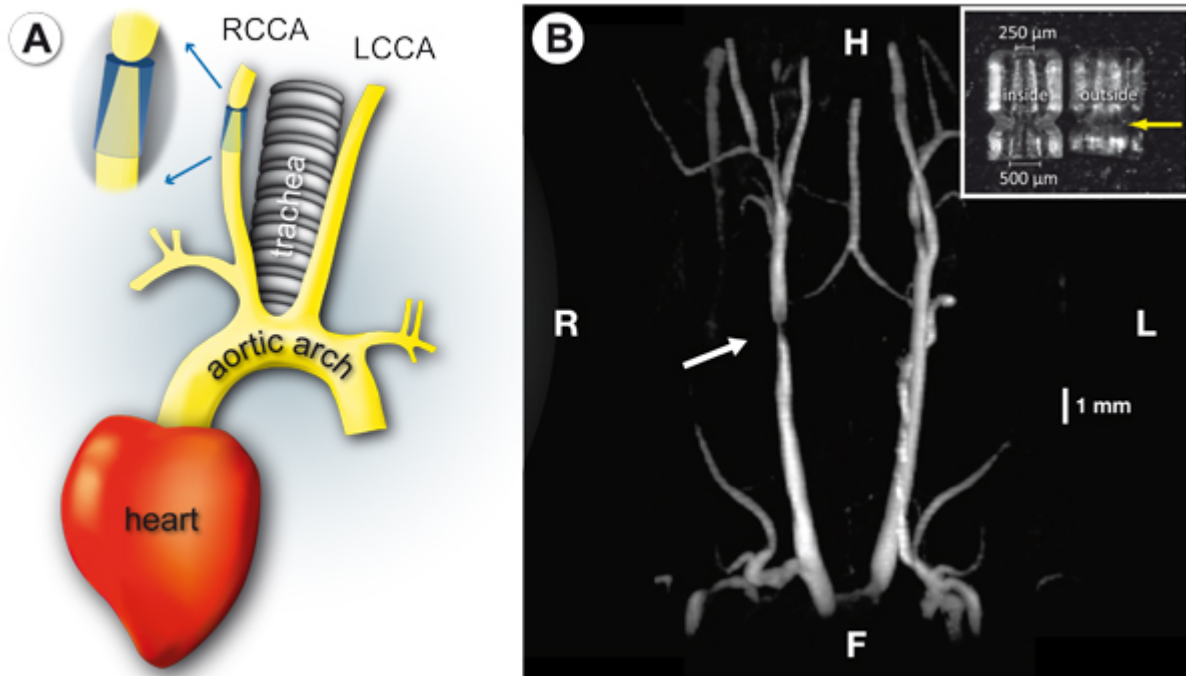 A
RCCA
LCCA
trachea
aortic arch
heart
B
H
250 µm
inside
outside
500 µm
R
L
1 mm
F